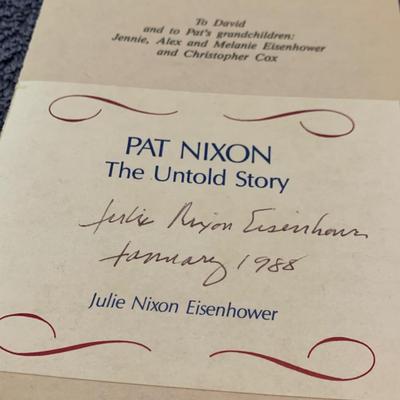 To David
and to Pat's grandchildren:
Jennie, Alex and Melanie Eisenhower
and Christopher Cox
PAT NIXON
The Untold Story
Julie Nixon Eisenhower
January 1988
Julie Nixon Eisenhower